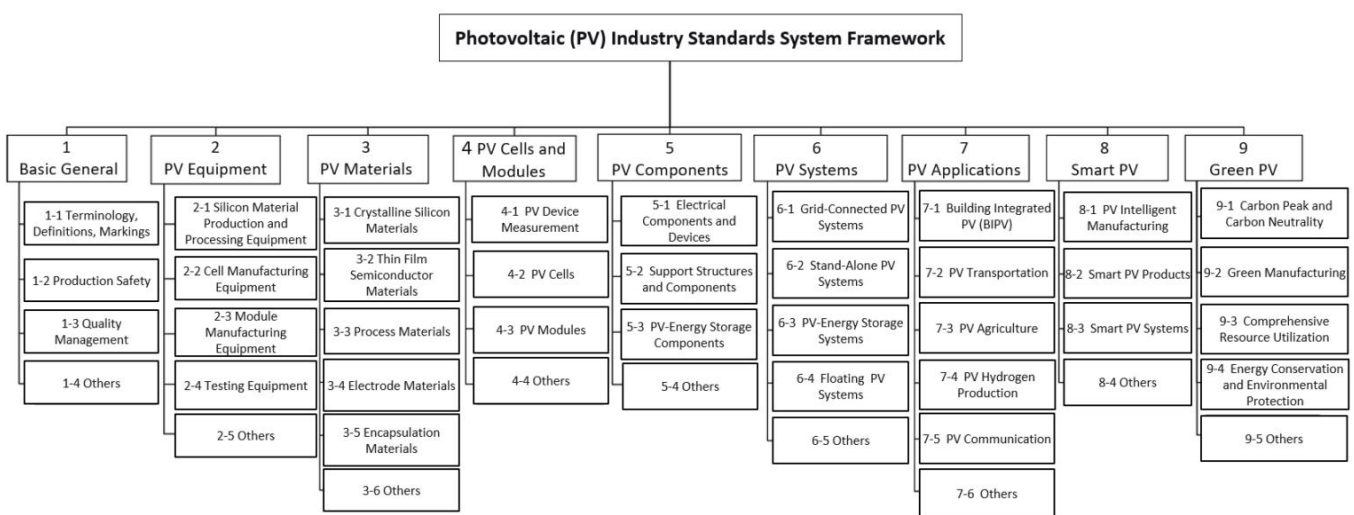 Photovoltaic (PV) Industry Standards System Framework
1
Basic General
2
PV Equipment
3
PV Materials
4 PV Cells and
Modules
5
PV Components
6
PV Systems
7
PV Applications
8
Smart PV
9
Green PV
1-1 Terminology,
Definitions, Markings
1-2 Production Safety
1-3 Quality
Management
1-4 Others
2-1 Silicon Material
Production and
Processing Equipment
2-2 Cell Manufacturing
Equipment
2-3 Module
Manufacturing
Equipment
2-4 Testing Equipment
2-5 Others
3-1 Crystalline Silicon
Materials
3-2 Thin Film
Semiconductor
Materials
3-3 Process Materials
3-4 Electrode Materials
3-5 Encapsulation
Materials
3-6 Others
4-1 PV Device
Measurement
4-2 PV Cells
4-3 PV Modules
4-4 Others
5-1 Electrical
Components and
Devices
5-2 Support Structures
and Components
5-3 PV-Energy Storage
Components
5-4 Others
6-1 Grid-Connected PV
Systems
6-2 Stand-Alone PV
Systems
6-3 PV-Energy Storage
Systems
6-4 Floating PV
Systems
6-5 Others
7-1 Building Integrated
PV (BIPV)
7-2 PV Transportation
7-3 PV Agriculture
7-4 PV Hydrogen
Production
7-5 PV Communication
7-6 Others
8-1 PV Intelligent
Manufacturing
8-2 Smart PV Products
8-3 Smart PV Systems
8-4 Others
9-1 Carbon Peak and
Carbon Neutrality
9-2 Green Manufacturing
9-3 Comprehensive
Resource Utilization
9-4 Energy Conservation
and Environmental
Protection
9-5 Others